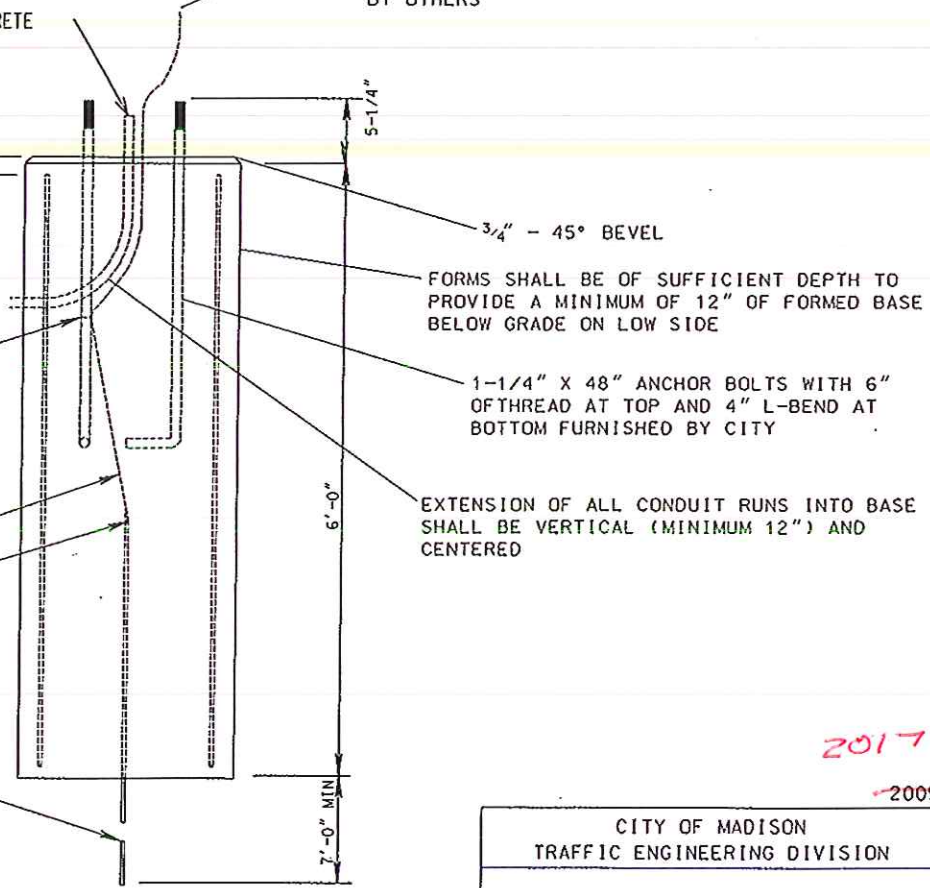 BY OTHERS
5-1/4"
3/4" - 45° BEVEL
FORMS SHALL BE OF SUFFICIENT DEPTH TO
PROVIDE A MINIMUM OF 12" OF FORMED BASE
BELOW GRADE ON LOW SIDE
1-1/4" X 48" ANCHOR BOLTS WITH 6"
OFTHREAD AT TOP AND 4" L-BEND AT
BOTTOM FURNISHED BY CITY
6'-0"
EXTENSION OF ALL CONDUIT RUNS INTO BASE
SHALL BE VERTICAL (MINIMUM 12") AND
CENTERED
7'-0" MIN
2017
2009
CITY OF MADISON
TRAFFIC ENGINEERING DIVISION